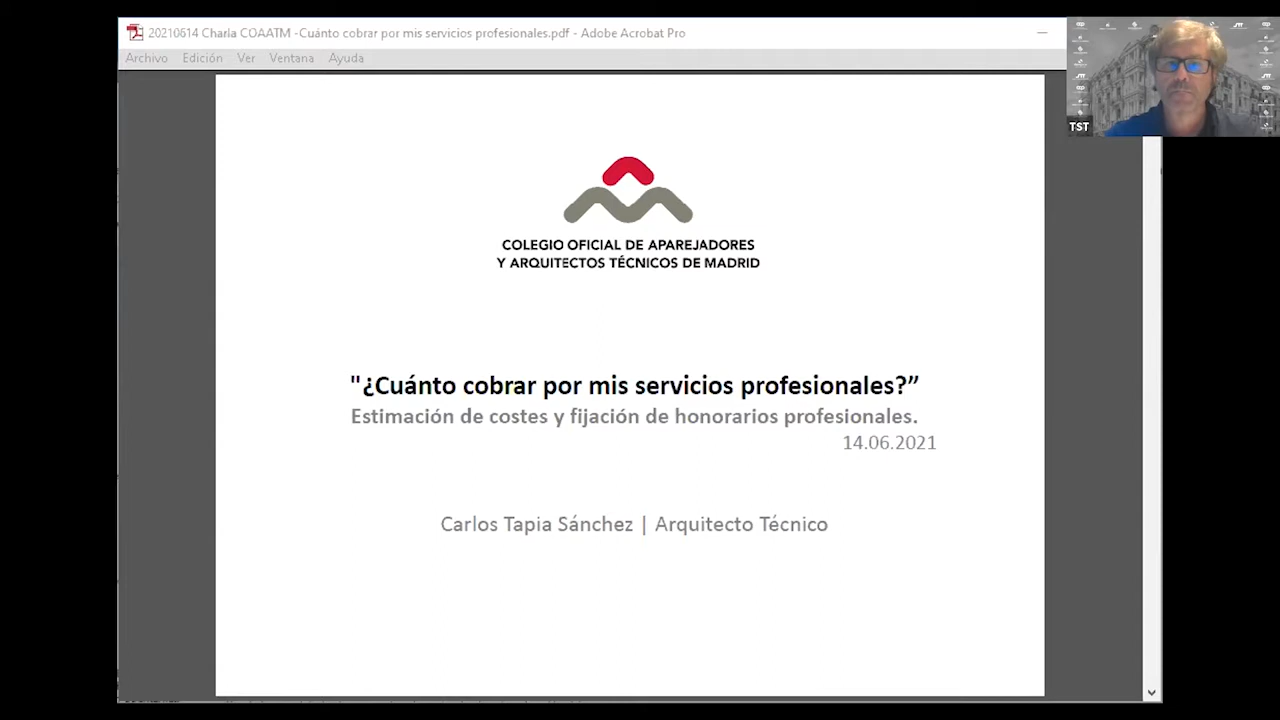 20210614 Charla COAATM -Cuánto cobrar por mis servicios profesionales.pdf - Adobe Acrobat Pro
Archivo Edición Ver Ventana Ayuda
TST
COLEGIO OFICIAL DE APAREJADORES
Y ARQUITECTOS TÉCNICOS DE MADRID
"¿Cuánto cobrar por mis servicios profesionales?”
Estimación de costes y fijación de honorarios profesionales.
14.06.2021
Carlos Tapia Sánchez | Arquitecto Técnico